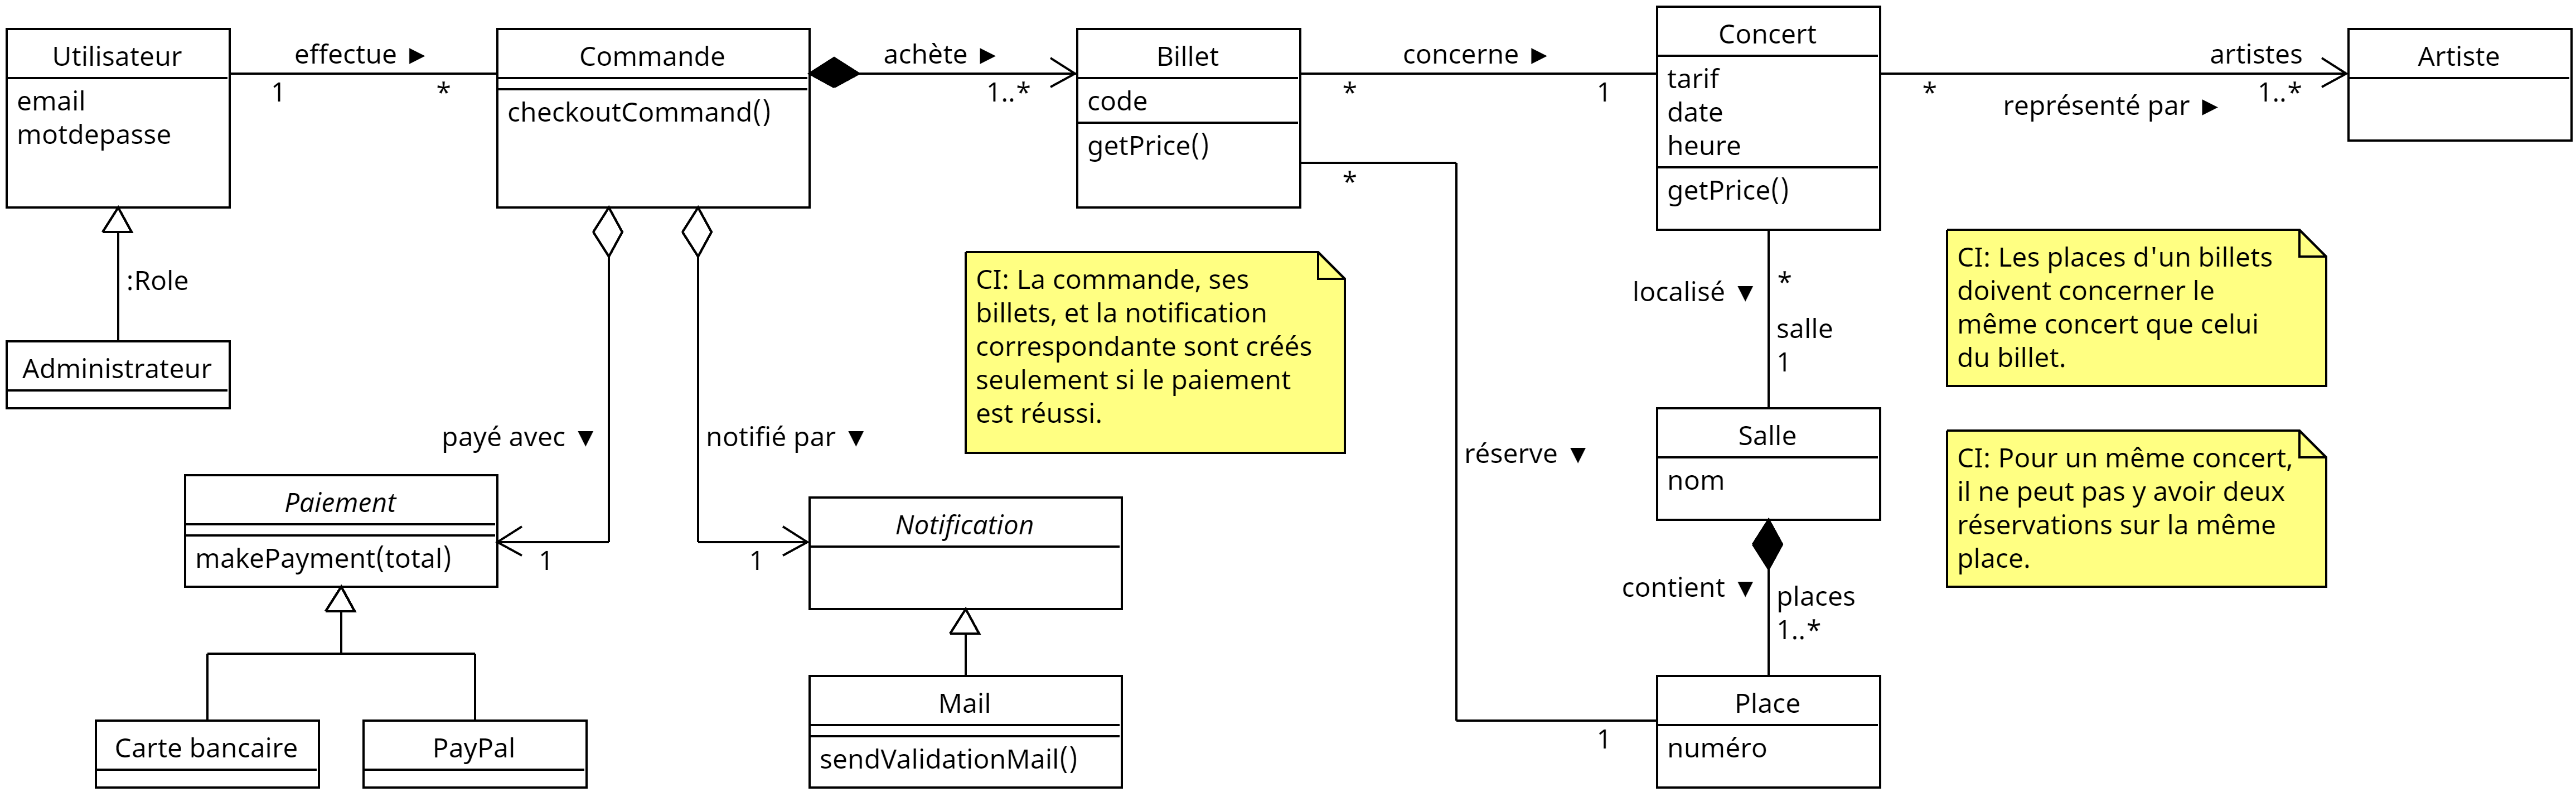 Utilisateur
email
motdepasse
effectue ►
1
*
Commande
checkoutCommand()
achète ►
1..*
Billet
code
getPrice()
concerne ►
*
1
*
Concert
tarif
date
heure
getPrice()
artistes
*
1..*
représenté par ►
Artiste
:Role
Administrateur
CI: La commande, ses
billets, et la notification
correspondante sont créés
seulement si le paiement
est réussi.
localisé ▼
*
salle
1
CI: Les places d'un billets
doivent concerner le
même concert que celui
du billet.
payé avec ▼
notifié par ▼
réserve ▼
Salle
nom
CI: Pour un même concert,
il ne peut pas y avoir deux
réservations sur la même
place.
Paiement
makePayment(total)
1
1
Notification
contient ▼
places
1..*
Carte bancaire
PayPal
Mail
sendValidationMail()
1
Place
numéro